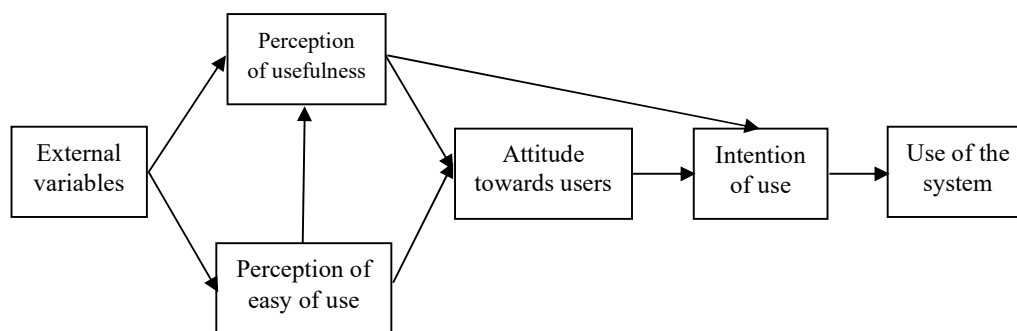 Perception
of usefulness
External
variables
Attitude
towards users
Intention
of use
Use of the
system
Perception of
easy of use